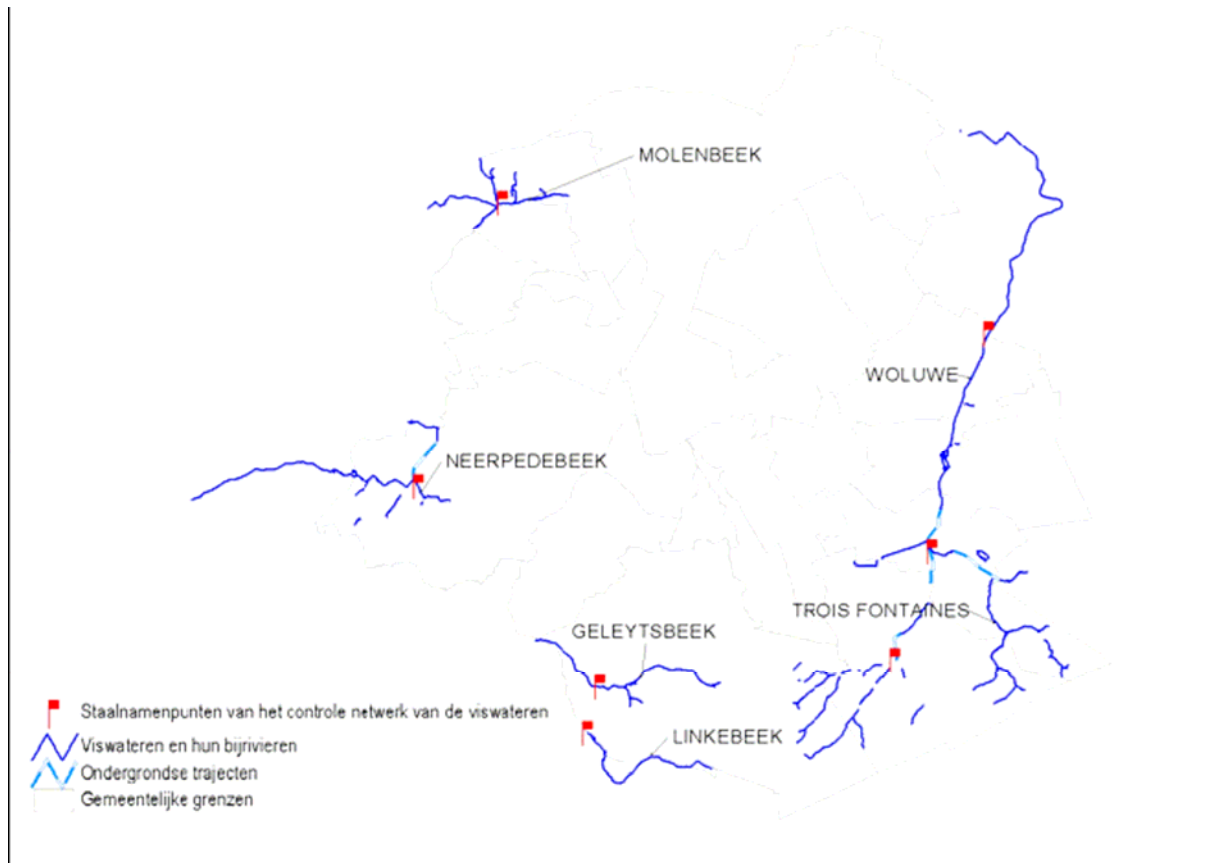 MOLENBEEK
WOLUWE
NEERPEDEBEEK
TROIS FONTAINES
GELEYTSBEEK
LINKEBEEK
Staalnamenpunten van het controle netwerk van de viswateren
Viswateren en hun bijrivieren
Ondergrondse trajecten
Gemeentelijke grenzen